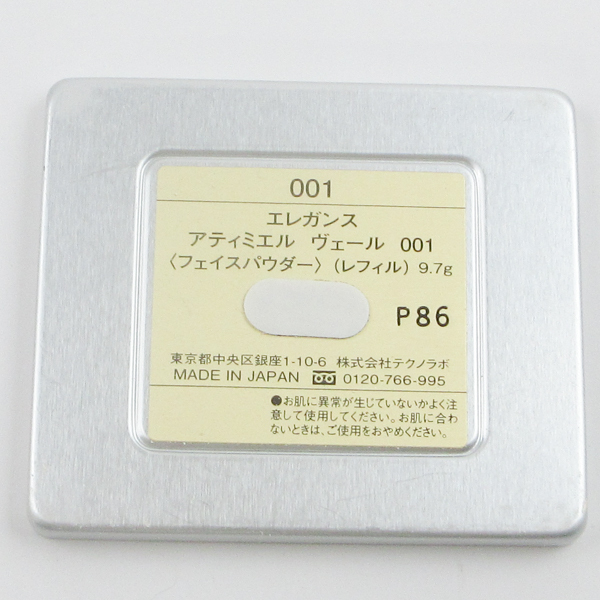 001
エレガンス
アティミエル ヴェール 001
〈フェイスパウダー〉(レフィル) 9.7g
P86
東京都中央区銀座1-10-6 株式会社テクノラボ
MADE IN JAPAN 0120-766-995
●お肌に異常が生じていないかよく注
意して使用してください。お肌に合わ
ないときは、ご使用をおやめください。